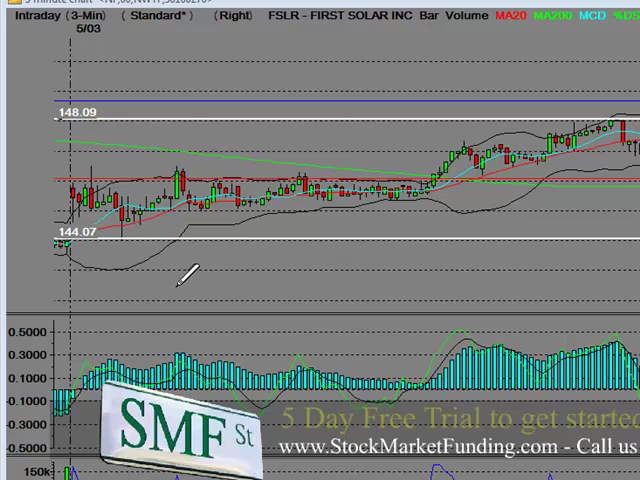 Intraday (3-Min) ( Standard* ) (Right) FSLR - FIRST SOLAR INC Bar Volume MA20 MA200 MCD %DS
5/03
148.09
144.07
0.5000
0.3000
0.1000
-0.1000
-0.3000
-0.5000
SMF St
5 Day Free Trial to get started
www.StockMarketFunding.com - Call us
150k